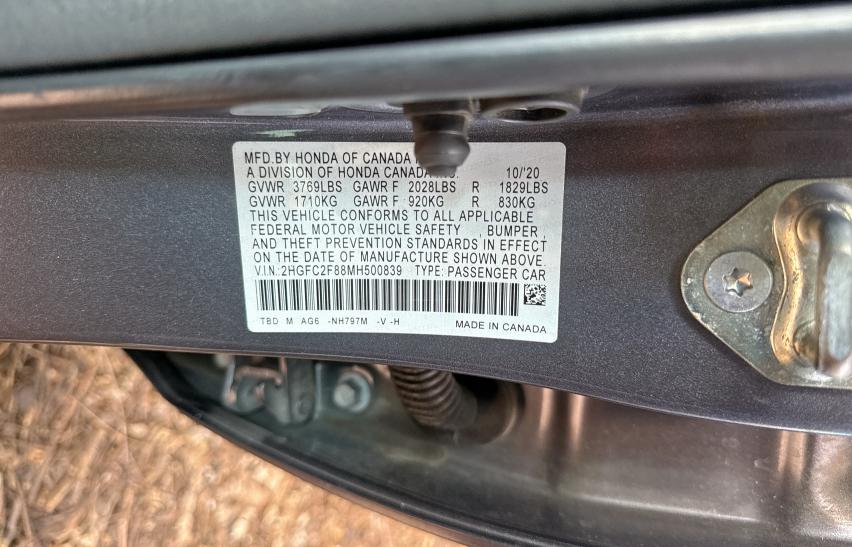 MFD.BY HONDA OF CANADA
A DIVISION OF HONDA CANADA INC. 10/'20
GVWR 3769LBS GAWR F 2028LBS R 1829LBS
GVWR 1710KG GAWR F 920KG R 830KG
THIS VEHICLE CONFORMS TO ALL APPLICABLE
FEDERAL MOTOR VEHICLE SAFETY , BUMPER ,
AND THEFT PREVENTION STANDARDS IN EFFECT
ON THE DATE OF MANUFACTURE SHOWN ABOVE.
V.I.N.:2HGFC2F88MH500839 TYPE: PASSENGER CAR
TBD M AG6 -NH797M -V -H MADE IN CANADA